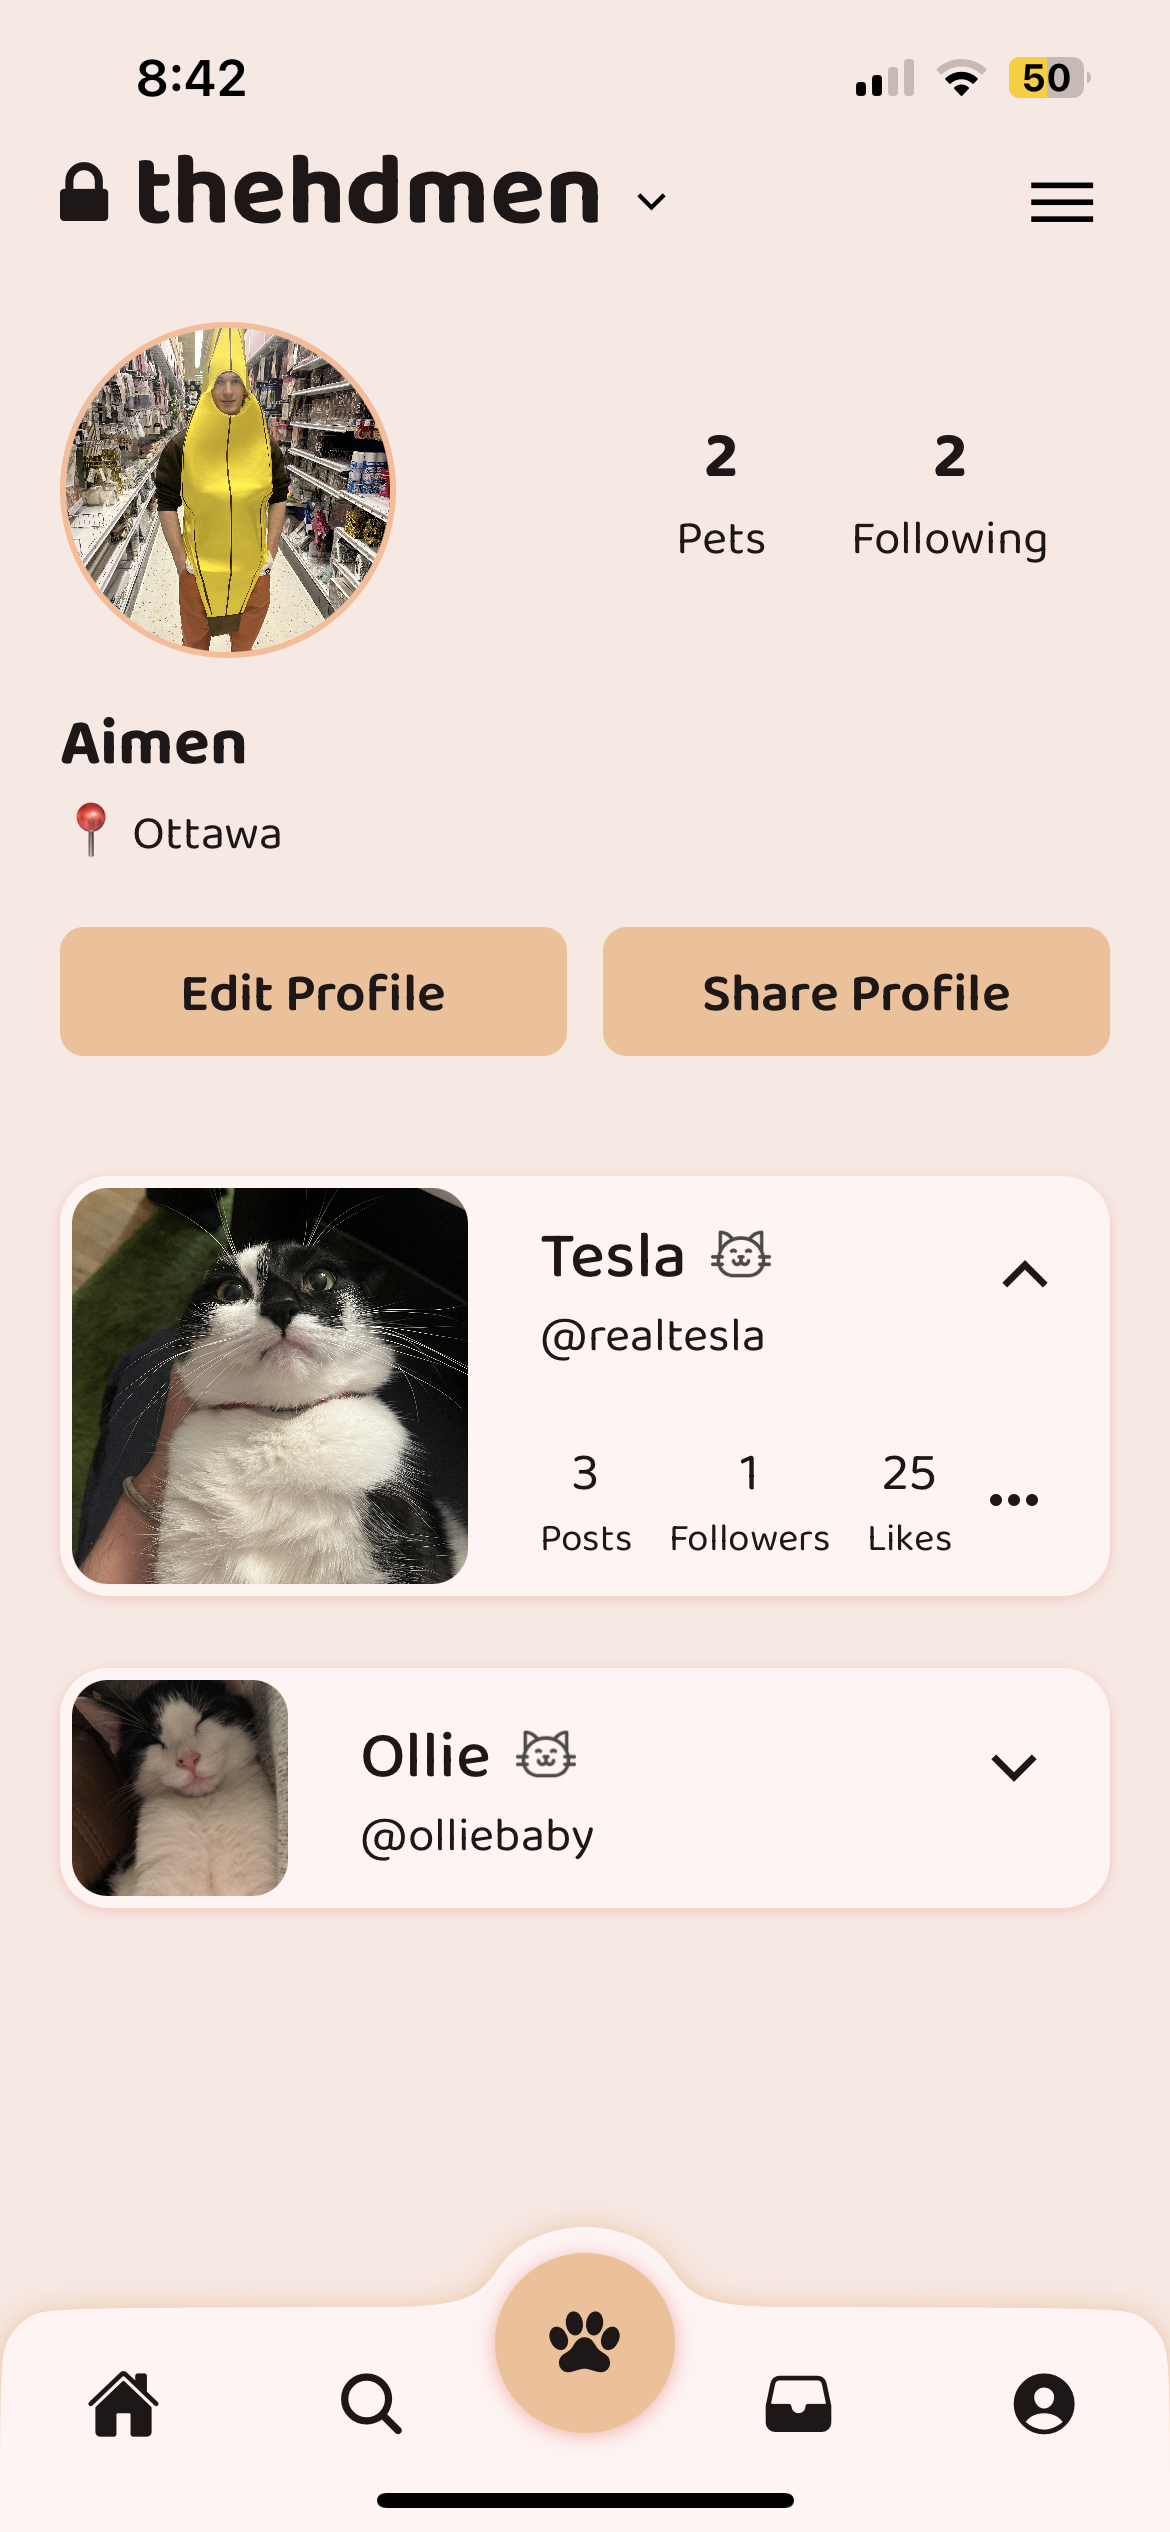 8:42
50
thehdmen
2 2
Pets Following
Aimen
Ottawa
Edit Profile Share Profile
Tesla
@realtesla
3 1 25
Posts Followers Likes
Ollie
@olliebaby